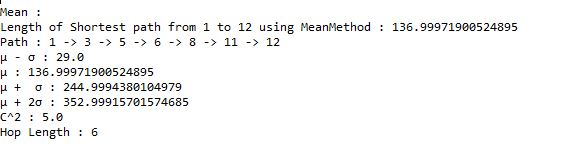 Mean :
Length of Shortest path from 1 to 12 using MeanMethod : 136.99971900524895
Path : 1 -> 3 -> 5 -> 6 -> 8 -> 11 -> 12
μ - σ : 29.0
μ : 136.99971900524895
μ +  σ : 244.9994380104979
μ + 2σ : 352.99915701574685
C^2 : 5.0
Hop Length : 6